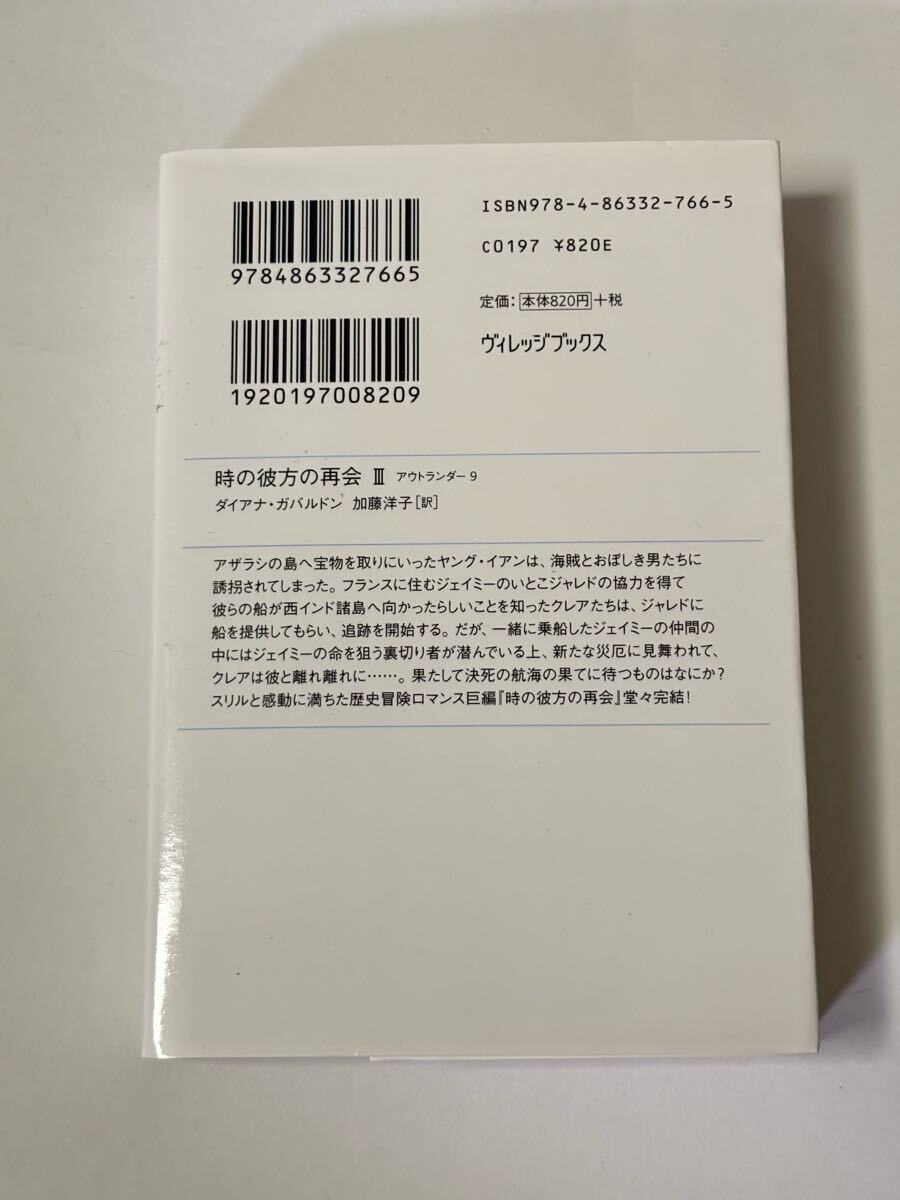 9784863327665
ISBN978-4-86332-766-5
C0197 ¥820E
定価：本体820円+税
ヴィレッジブックス
1920197008209
時の彼方の再会 Ⅲ アウトランダー 9
ダイアナ・ガバルドン 加藤洋子［訳］
アザラシの島へ宝物を取りにいったヤング・イアンは、海賊とおぼしき男たちに
誘拐されてしまった。フランスに住むジェイミーのいとこジャレドの協力を得て
彼らの船が西インド諸島へ向かったらしいことを知ったクレアたちは、ジャレドに
船を提供してもらい、追跡を開始する。だが、一緒に乗船したジェイミーの仲間の
中にはジェイミーの命を狙う裏切り者が潜んでいる上、新たな災厄に見舞われて、
クレアは彼と離れ離れに……。果たして決死の航海の果てに待つものはなにか?
スリルと感動に満ちた歴史冒険ロマンス巨編『時の彼方の再会』堂々完結!